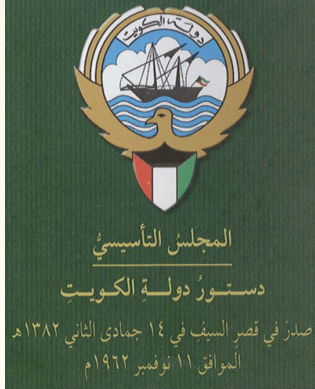 دولة الكويت
المجلسُ التأسيسيُّ
دستورُ دولةِ الكويت
صدرَ في قصرِ السيفِ في ١٤ جمادى الثاني ١٣٨٢هـ
الموافق ١١ نوفمبر ١٩٦٢م